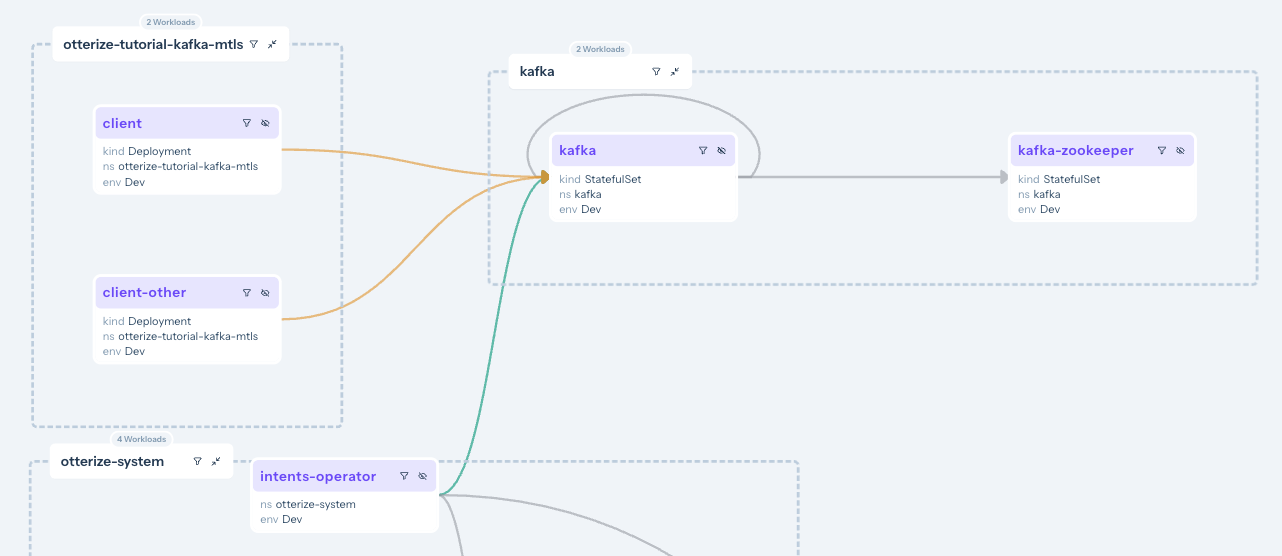 2 Workloads
otterize-tutorial-kafka-mtls
client
kind Deployment
ns otterize-tutorial-kafka-mtls
env Dev
client-other
kind Deployment
ns otterize-tutorial-kafka-mtls
env Dev
2 Workloads
kafka
kafka
kind StatefulSet
ns kafka
env Dev
kafka-zookeeper
kind StatefulSet
ns kafka
env Dev
4 Workloads
otterize-system
intents-operator
ns otterize-system
env Dev